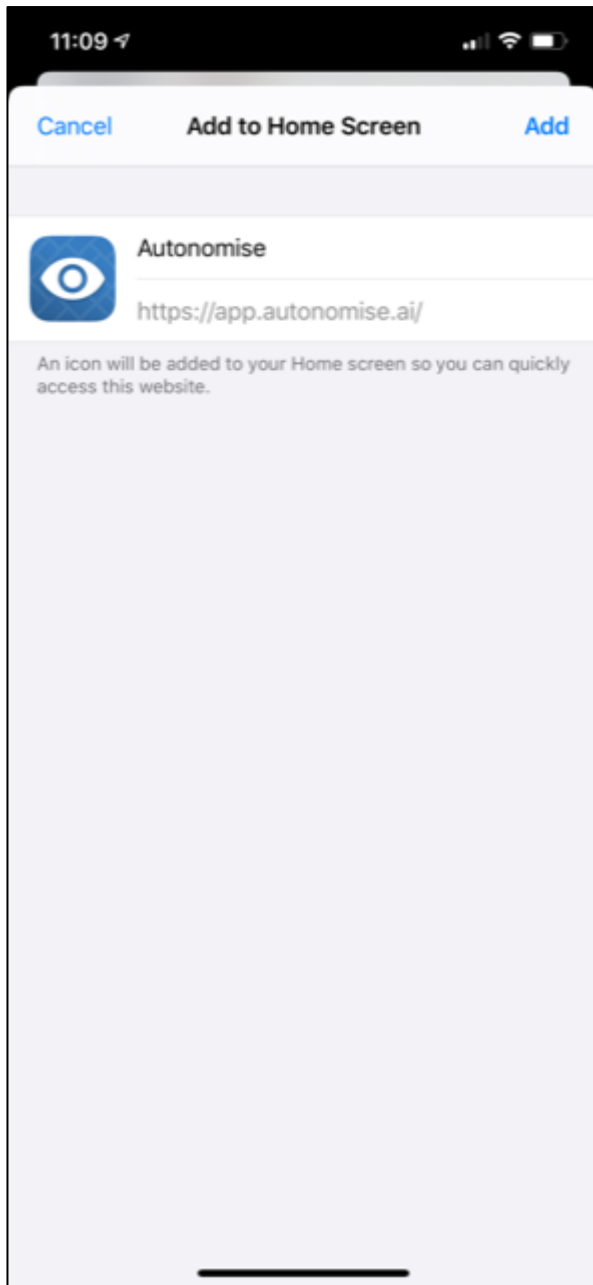 11:09
Cancel Add to Home Screen Add
Autonomise
https://app.autonomise.ai/
An icon will be added to your Home screen so you can quickly
access this website.